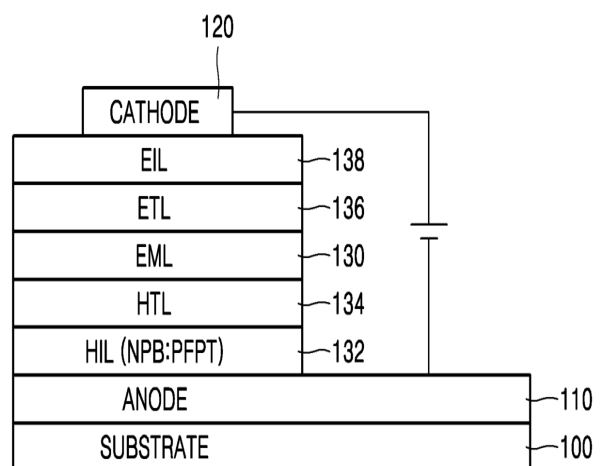 120
CATHODE
EIL 138
ETL 136
EML 130
HTL 134
HIL (NPB:PFPT) 132
ANODE 110
SUBSTRATE 100